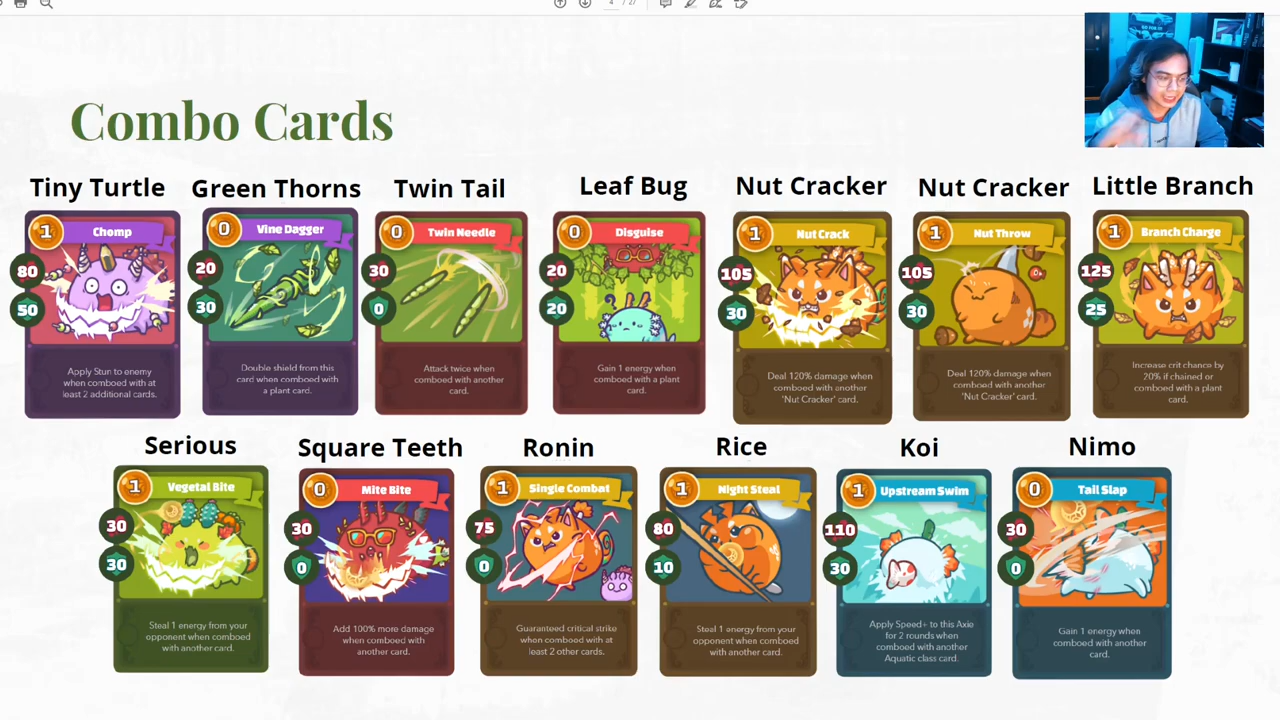 4 / 27
Combo Cards
Tiny Turtle
Green Thorns
Twin Tail
Leaf Bug
Nut Cracker
Nut Cracker
Little Branch
1
Chomp
80
50
Apply Stun to enemy
when comboed with at
least 2 additional cards.
0
Vine Dagger
20
30
Double shield from this
card when comboed with
a plant card.
0
Twin Needle
30
0
Attack twice when
comboed with another
card.
0
Disguise
20
20
Gain 1 energy when
comboed with a plant
card.
1
Nut Crack
105
30
Deal 120% damage when
comboed with another
'Nut Cracker' card.
1
Nut Throw
105
30
Deal 120% damage when
comboed with another
'Nut Cracker' card.
1
Branch Charge
125
25
Increase crit chance by
20% if chained or
comboed with a plant
card.
Serious
Square Teeth
Ronin
Rice
Koi
Nimo
1
Vegetal Bite
30
30
Steal 1 energy from your
opponent when comboed
with another card.
0
Mite Bite
30
0
Add 100% more damage
when comboed with
another card.
1
Single Combat
75
0
Guaranteed critical strike
when comboed with at
least 2 other cards.
1
Night Steal
80
10
Steal 1 energy from your
opponent when comboed
with another card.
1
Upstream Swim
110
30
Apply Speed+ to this Axie
for 2 rounds when
comboed with another
Aquatic class card.
0
Tail Slap
30
0
Gain 1 energy when
comboed with another
card.